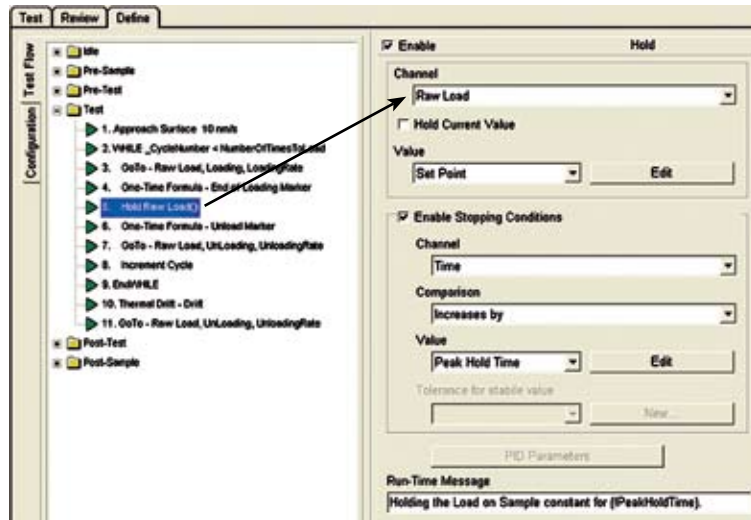 Test Review Define
Test Flow
Configuration
Idle
Pre-Sample
Pre-Test
Test
1. Approach Surface 10 nm/s
2. WHILE _CycleNumber < NumberOfTimesToLoad
3. GoTo - Raw Load, Loading, LoadingRate
4. One-Time Formula - End of Loading Marker
5. Hold Raw Load()
6. One-Time Formula - Unload Marker
7. GoTo - Raw Load, UnLoading, UnloadingRate
8. Increment Cycle
9. EndWHILE
10. Thermal Drift - Drift
11. GoTo - Raw Load, UnLoading, UnloadingRate
Post-Test
Post-Sample
Enable Hold
Channel
Raw Load
Hold Current Value
Value
Set Point Edit
Enable Stopping Conditions
Channel
Time
Comparison
Increases by
Value
Peak Hold Time Edit
Tolerance for stable value
New...
PID Parameters
Run-Time Message
Holding the Load on Sample constant for {!PeakHoldTime}.